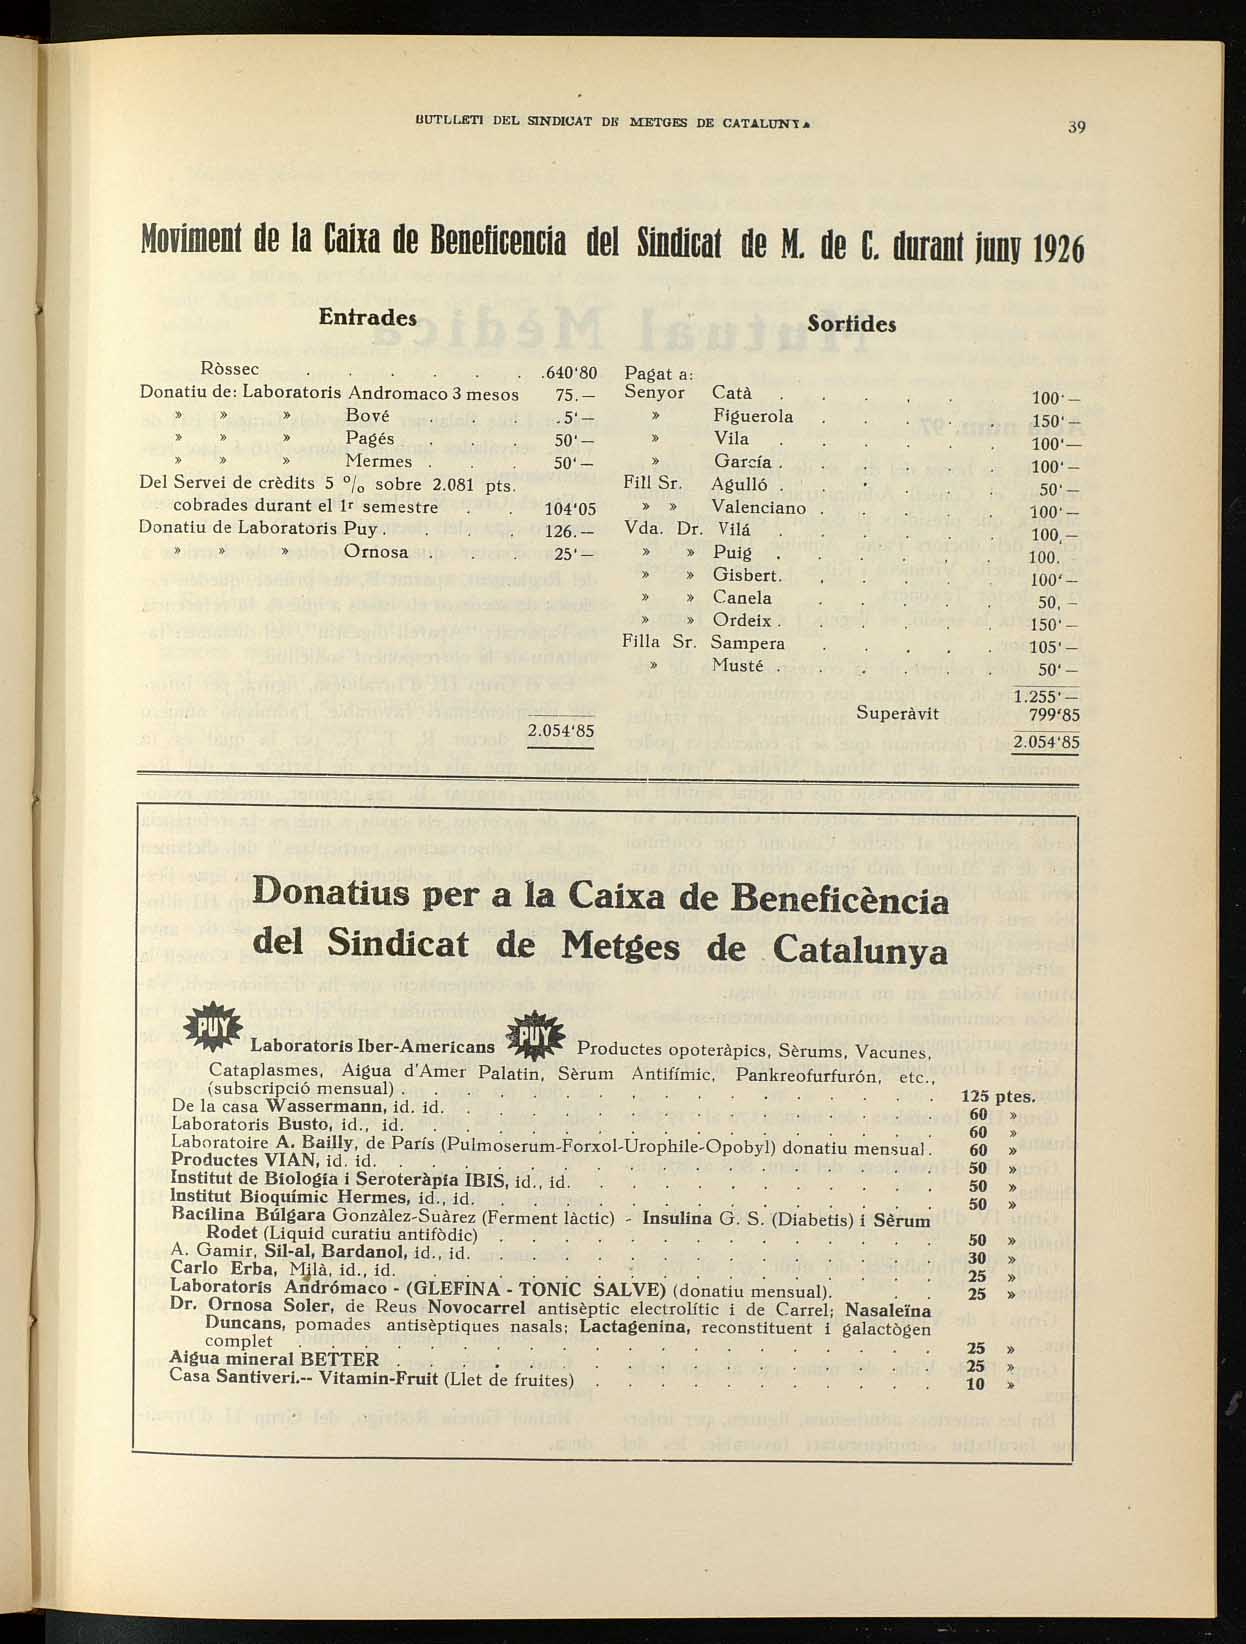 BUTLLETI DEL SINDICAT DE METGES DE CATALUNYA 39
Moviment de la Caixa de Beneficencia del Sindicat de M. de C. durant juny 1926
Entrades
Ròssec . . . . . . .640'80
Donatiu de: Laboratoris Andromaco 3 mesos 75.—
» » » Bové . . . .5'—
» » » Pagés . . . 50'—
» » » Mermes . . . 50'—
Del Servei de crèdits 5 % sobre 2.081 pts.
cobrades durant el 1r semestre . . 104'05
Donatiu de Laboratoris Puy . . . . 126.—
» » » Ornosa . . . 25'—
2.054'85
Sortides
Pagat a:
Senyor Catà . . . . . 100'—
» Figuerola . . . . . 150'—
» Vila . . . . . . 100'—
» García . . . . . . 100'—
Fill Sr. Agulló . . . . . . 50'—
» » Valenciano . . . . . 100'—
Vda. Dr. Vilá . . . . . . 100,—
» » Puig . . . . . . 100.
» » Gisbert. . . . . . 100'—
» » Canela . . . . . 50,—
» » Ordeix . . . . . . 150'—
Filla Sr. Sampera . . . . . 105'—
» Musté . . . . . . 50'—
1.255'—
Superàvit 799'85
2.054'85
Donatius per a la Caixa de Beneficència
del Sindicat de Metges de Catalunya
PUY Laboratoris Iber-Americans PUY Productes opoteràpics, Sèrums, Vacunes,
Cataplasmes, Aigua d'Amer Palatin, Sèrum Antifímic, Pankreofurfurón, etc.,
(subscripció mensual) . . . . . . . . . . . . . 125 ptes.
De la casa Wassermann, id. id. . . . . . . . . . . . 60 »
Laboratoris Busto, id., id. . . . . . . . . . . . . 60 »
Laboratoire A. Bailly, de París (Pulmoserum-Forxol-Urophile-Opobyl) donatiu mensual . 60 »
Productes VIAN, id. id. . . . . . . . . . . . . . 50 »
Institut de Biologia i Seroteràpia IBIS, id., id. . . . . . . . . 50 »
Institut Bioquímic Hermes, id., id. . . . . . . . . . . 50 »
Bacilina Búlgara Gonzàlez-Suàrez (Ferment làctic) - Insulina G. S. (Diabetis) i Sèrum
Rodet (Liquid curatiu antifòdic) . . . . . . . . . . . 50 »
A. Gamir, Sil-al, Bardanol, id., id. . . . . . . . . . . . 30 »
Carlo Erba, Milà, id., id. . . . . . . . . . . . . 25 »
Laboratoris Andrómaco - (GLEFINA - TONIC SALVE) (donatiu mensual). . . 25 »
Dr. Ornosa Soler, de Reus Novocarrel antisèptic electrolític i de Carrel; Nasaleïna
Duncans, pomades antisèptiques nasals; Lactagenina, reconstituent i galactògen
complet . . . . . . . . . . . . . . . . 25 »
Aigua mineral BETTER . . . . . . . . . . . . . 25 »
Casa Santiveri.-- Vitamin-Fruit (Llet de fruites) . . . . . . . . 10 »